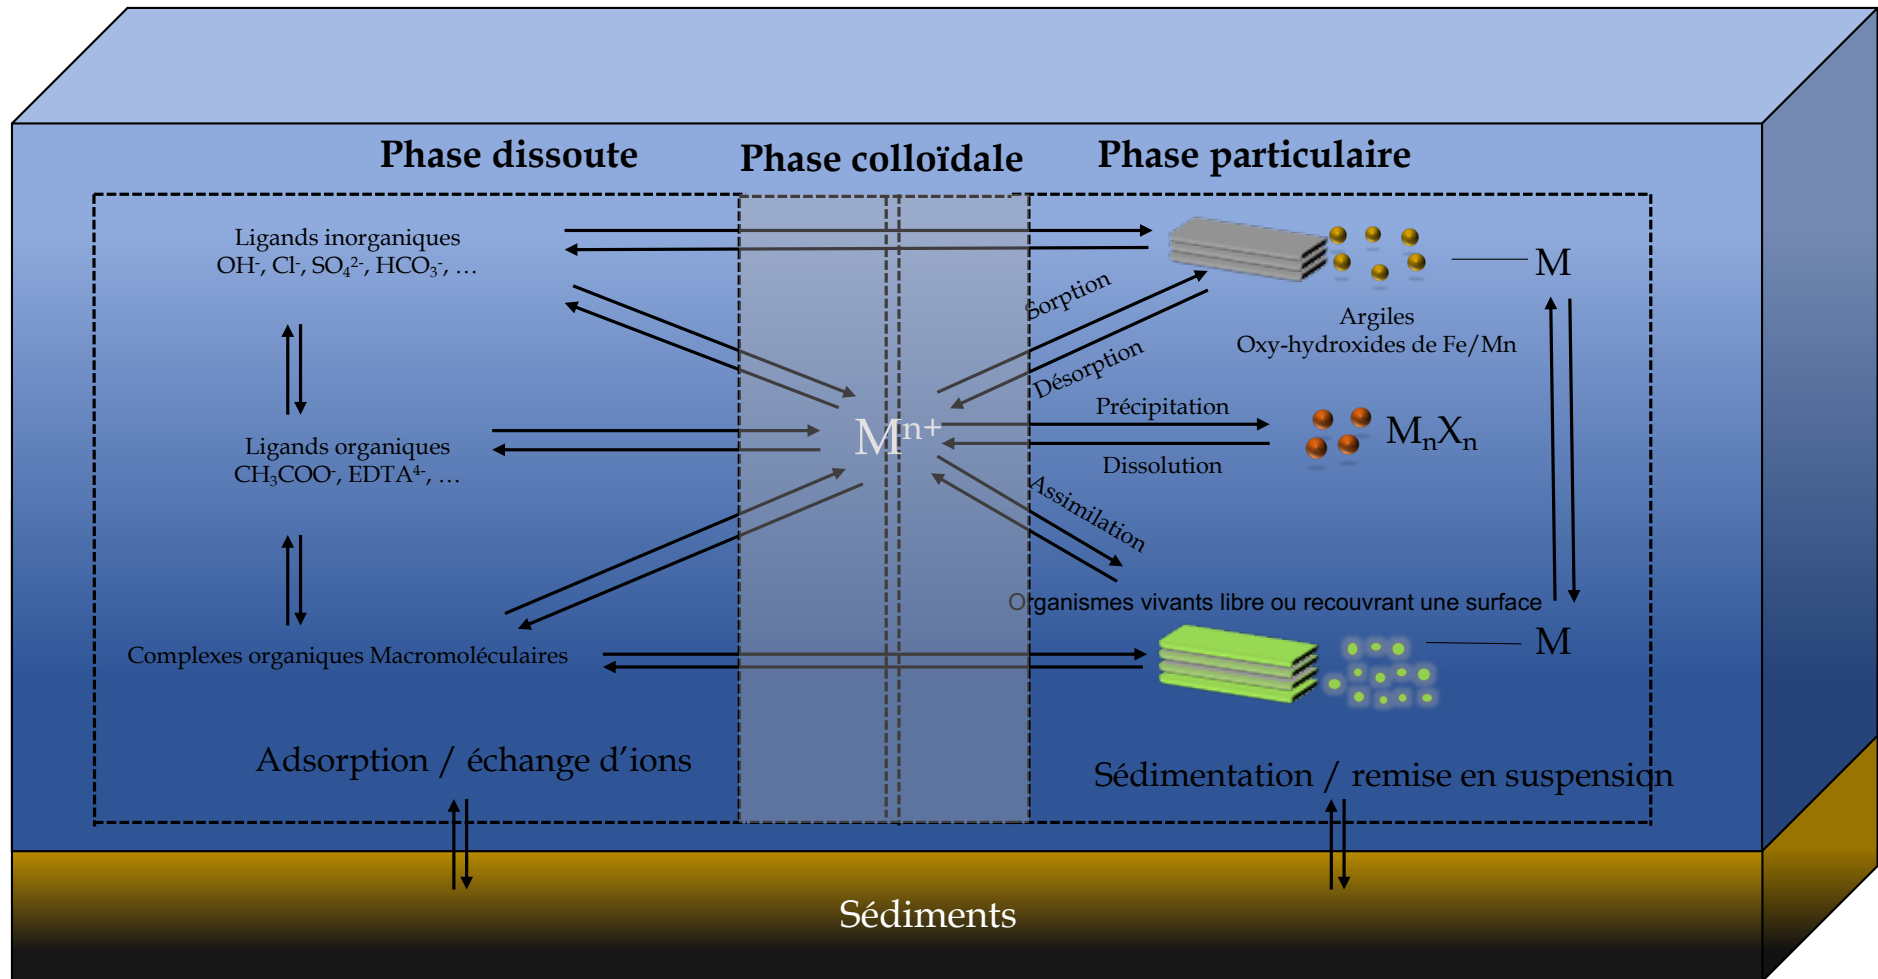 Phase dissoute
Phase colloïdale
Phase particulaire
Ligands inorganiques
OH⁻, Cl⁻, SO₄²⁻, HCO₃⁻, …
Ligands organiques
CH₃COO⁻, EDTA⁴⁻, …
Complexes organiques Macromoléculaires
Adsorption / échange d’ions
Mⁿ⁺
Sorption
Désorption
Précipitation
Dissolution
Assimilation
M
Argiles
Oxy-hydroxides de Fe/Mn
MₙXₙ
Organismes vivants libre ou recouvrant une surface
M
Sédimentation / remise en suspension
Sédiments